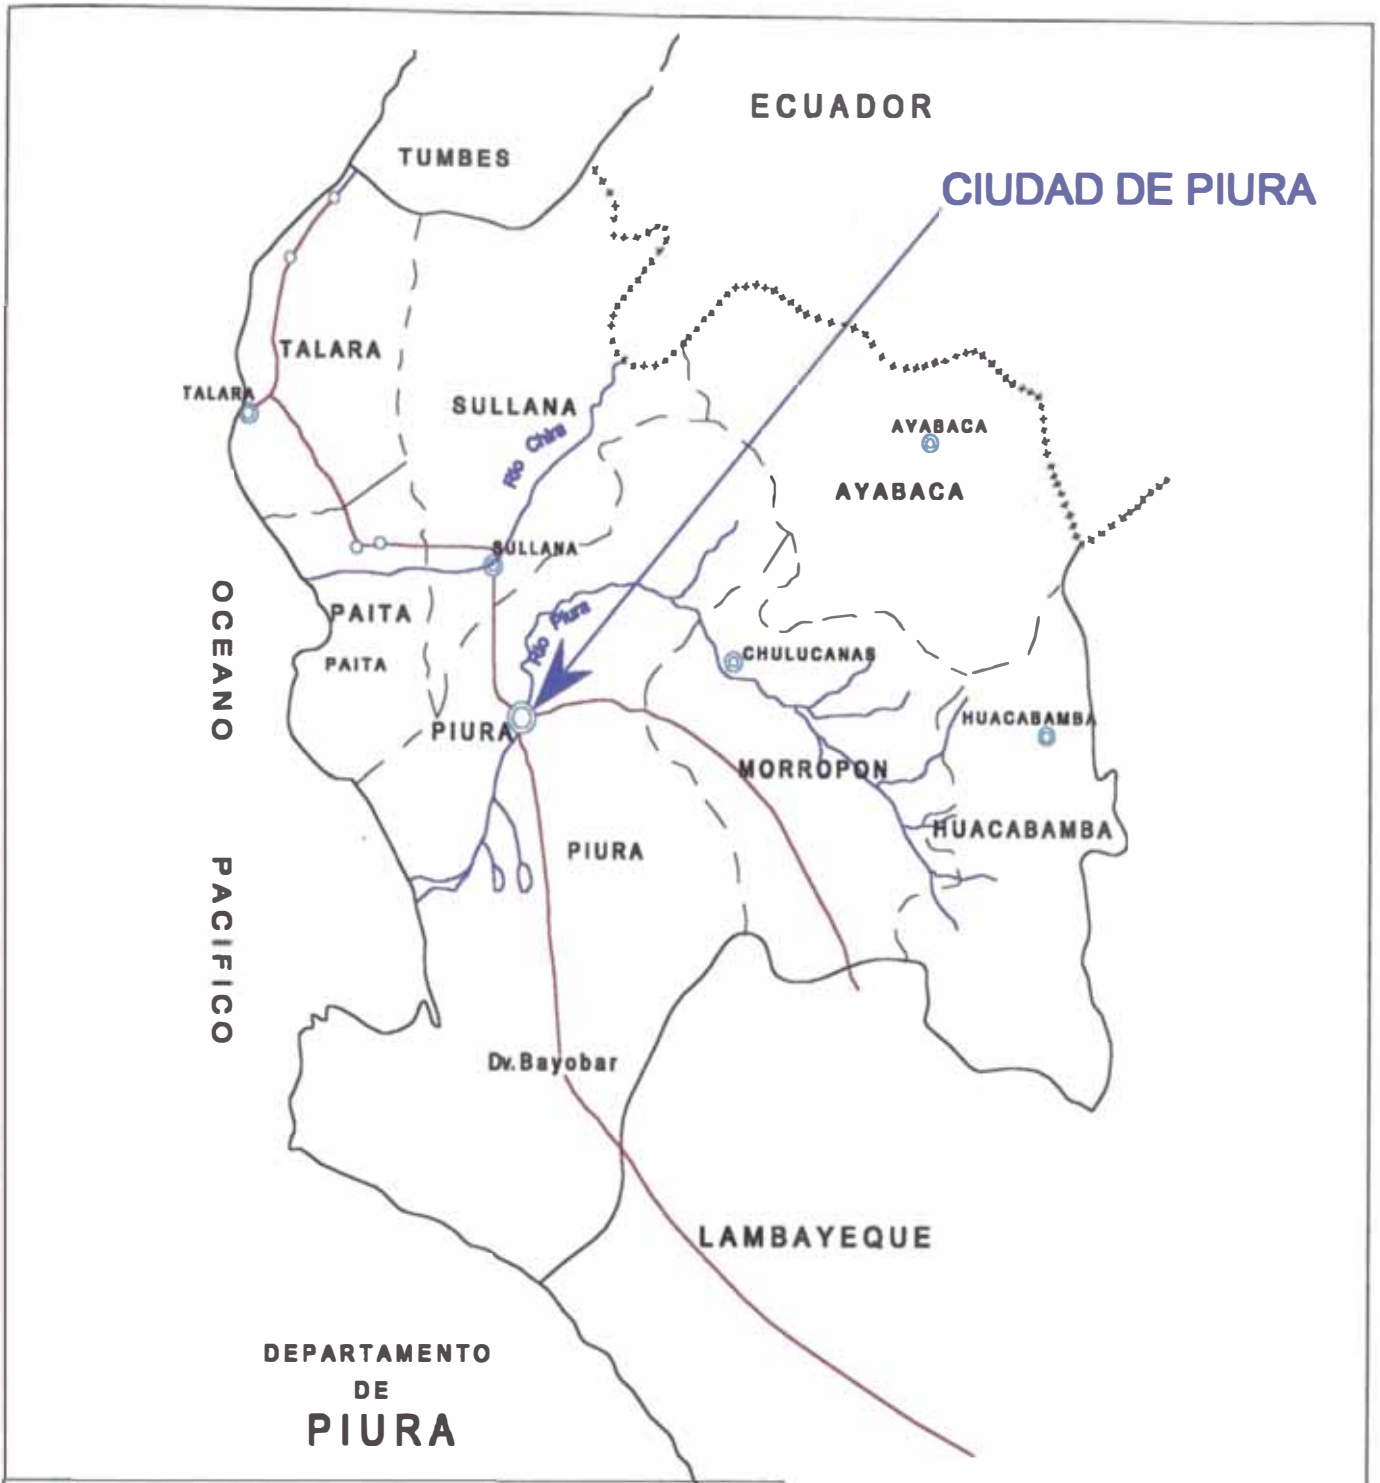 ECUADOR
TUMBES
CIUDAD DE PIURA
TALARA
TALARA
SULLANA
Río Chira
AYABACA
AYABACA
SULLANA
OCEANO PACIFICO
PAITA
PAITA
Río Piura
CHULUCANAS
PIURA
HUACABAMBA
MORROPON
HUACABAMBA
PIURA
Dv.Bayobar
LAMBAYEQUE
DEPARTAMENTO
DE
PIURA